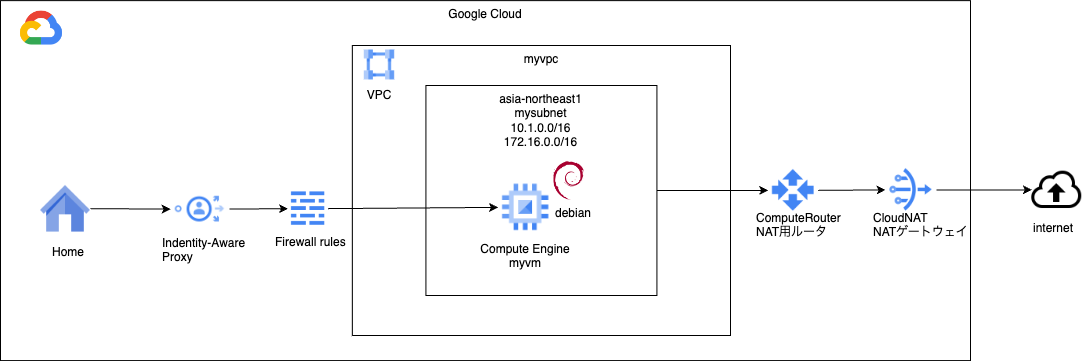 Google Cloud
myvpc
VPC
asia-northeast1
mysubnet
10.1.0.0/16
172.16.0.0/16
debian
Compute Engine
myvm
Home
Indentity-Aware
Proxy
Firewall rules
ComputeRouter
NAT用ルータ
CloudNAT
NATゲートウェイ
internet